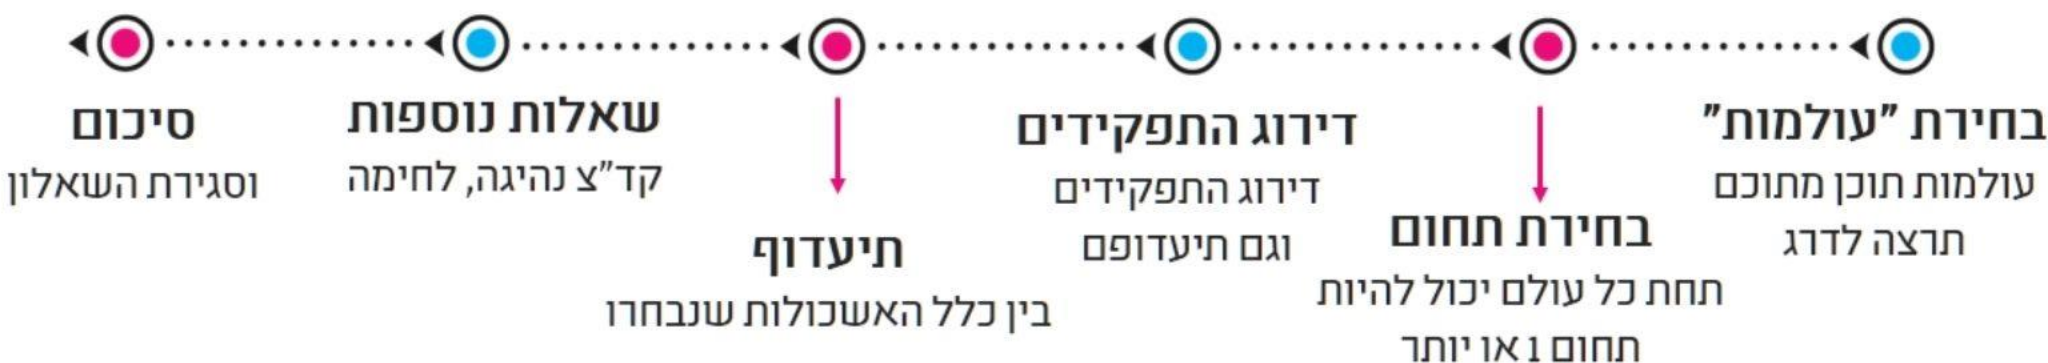 בחירת "עולמות"
עולמות תוכן מתוכם
תרצה לדרג
בחירת תחום
תחת כל עולם יכול להיות
תחום 1 או יותר
דירוג התפקידים
דירוג התפקידים
וגם תיעדופם
תיעדוף
בין כלל האשכולות שנבחרו
שאלות נוספות
קד"צ נהיגה, לחימה
סיכום
וסגירת השאלון